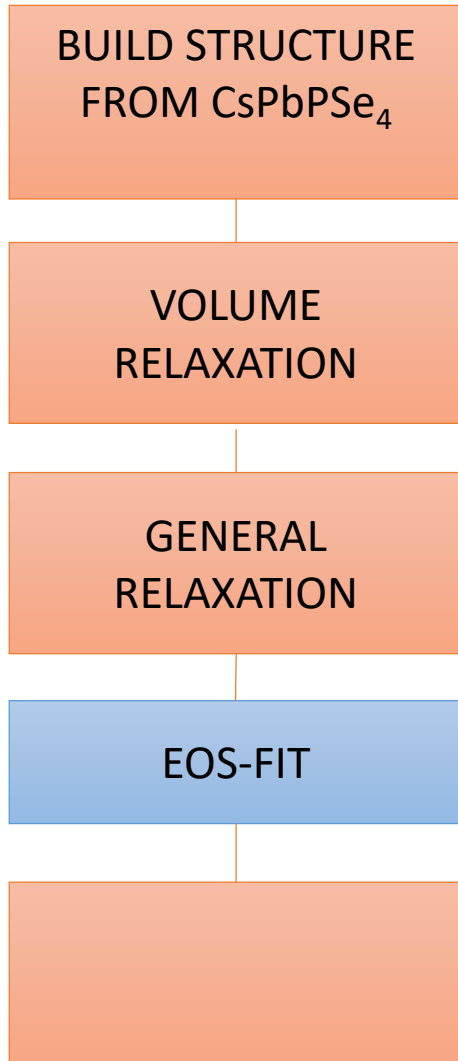 BUILD STRUCTURE
FROM CsPbPSe₄
VOLUME
RELAXATION
GENERAL
RELAXATION
EOS-FIT